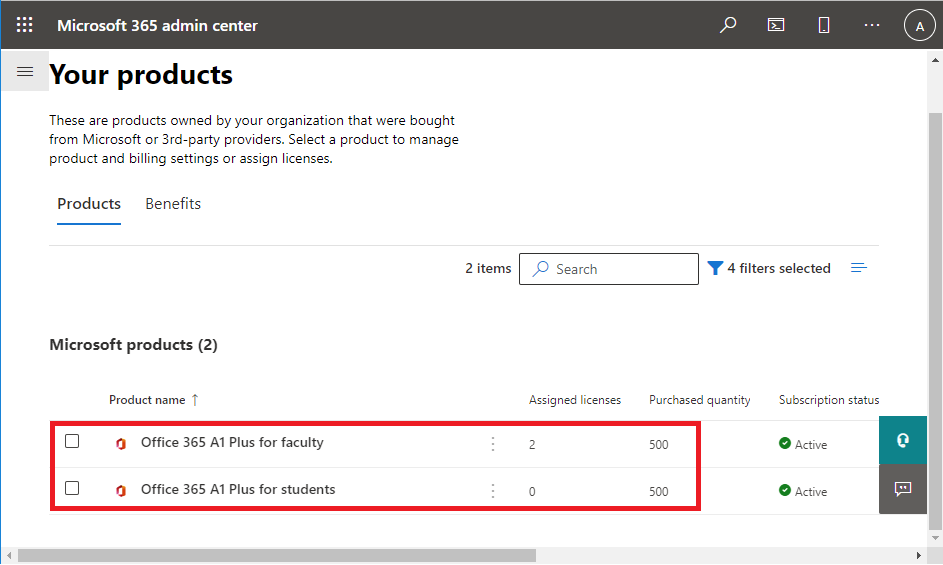 Microsoft 365 admin center
A
Your products
These are products owned by your organization that were bought
from Microsoft or 3rd-party providers. Select a product to manage
product and billing settings or assign licenses.
Products Benefits
2 items Search 4 filters selected
Microsoft products (2)
Product name ↑ Assigned licenses Purchased quantity Subscription status
Office 365 A1 Plus for faculty 2 500 Active
Office 365 A1 Plus for students 0 500 Active